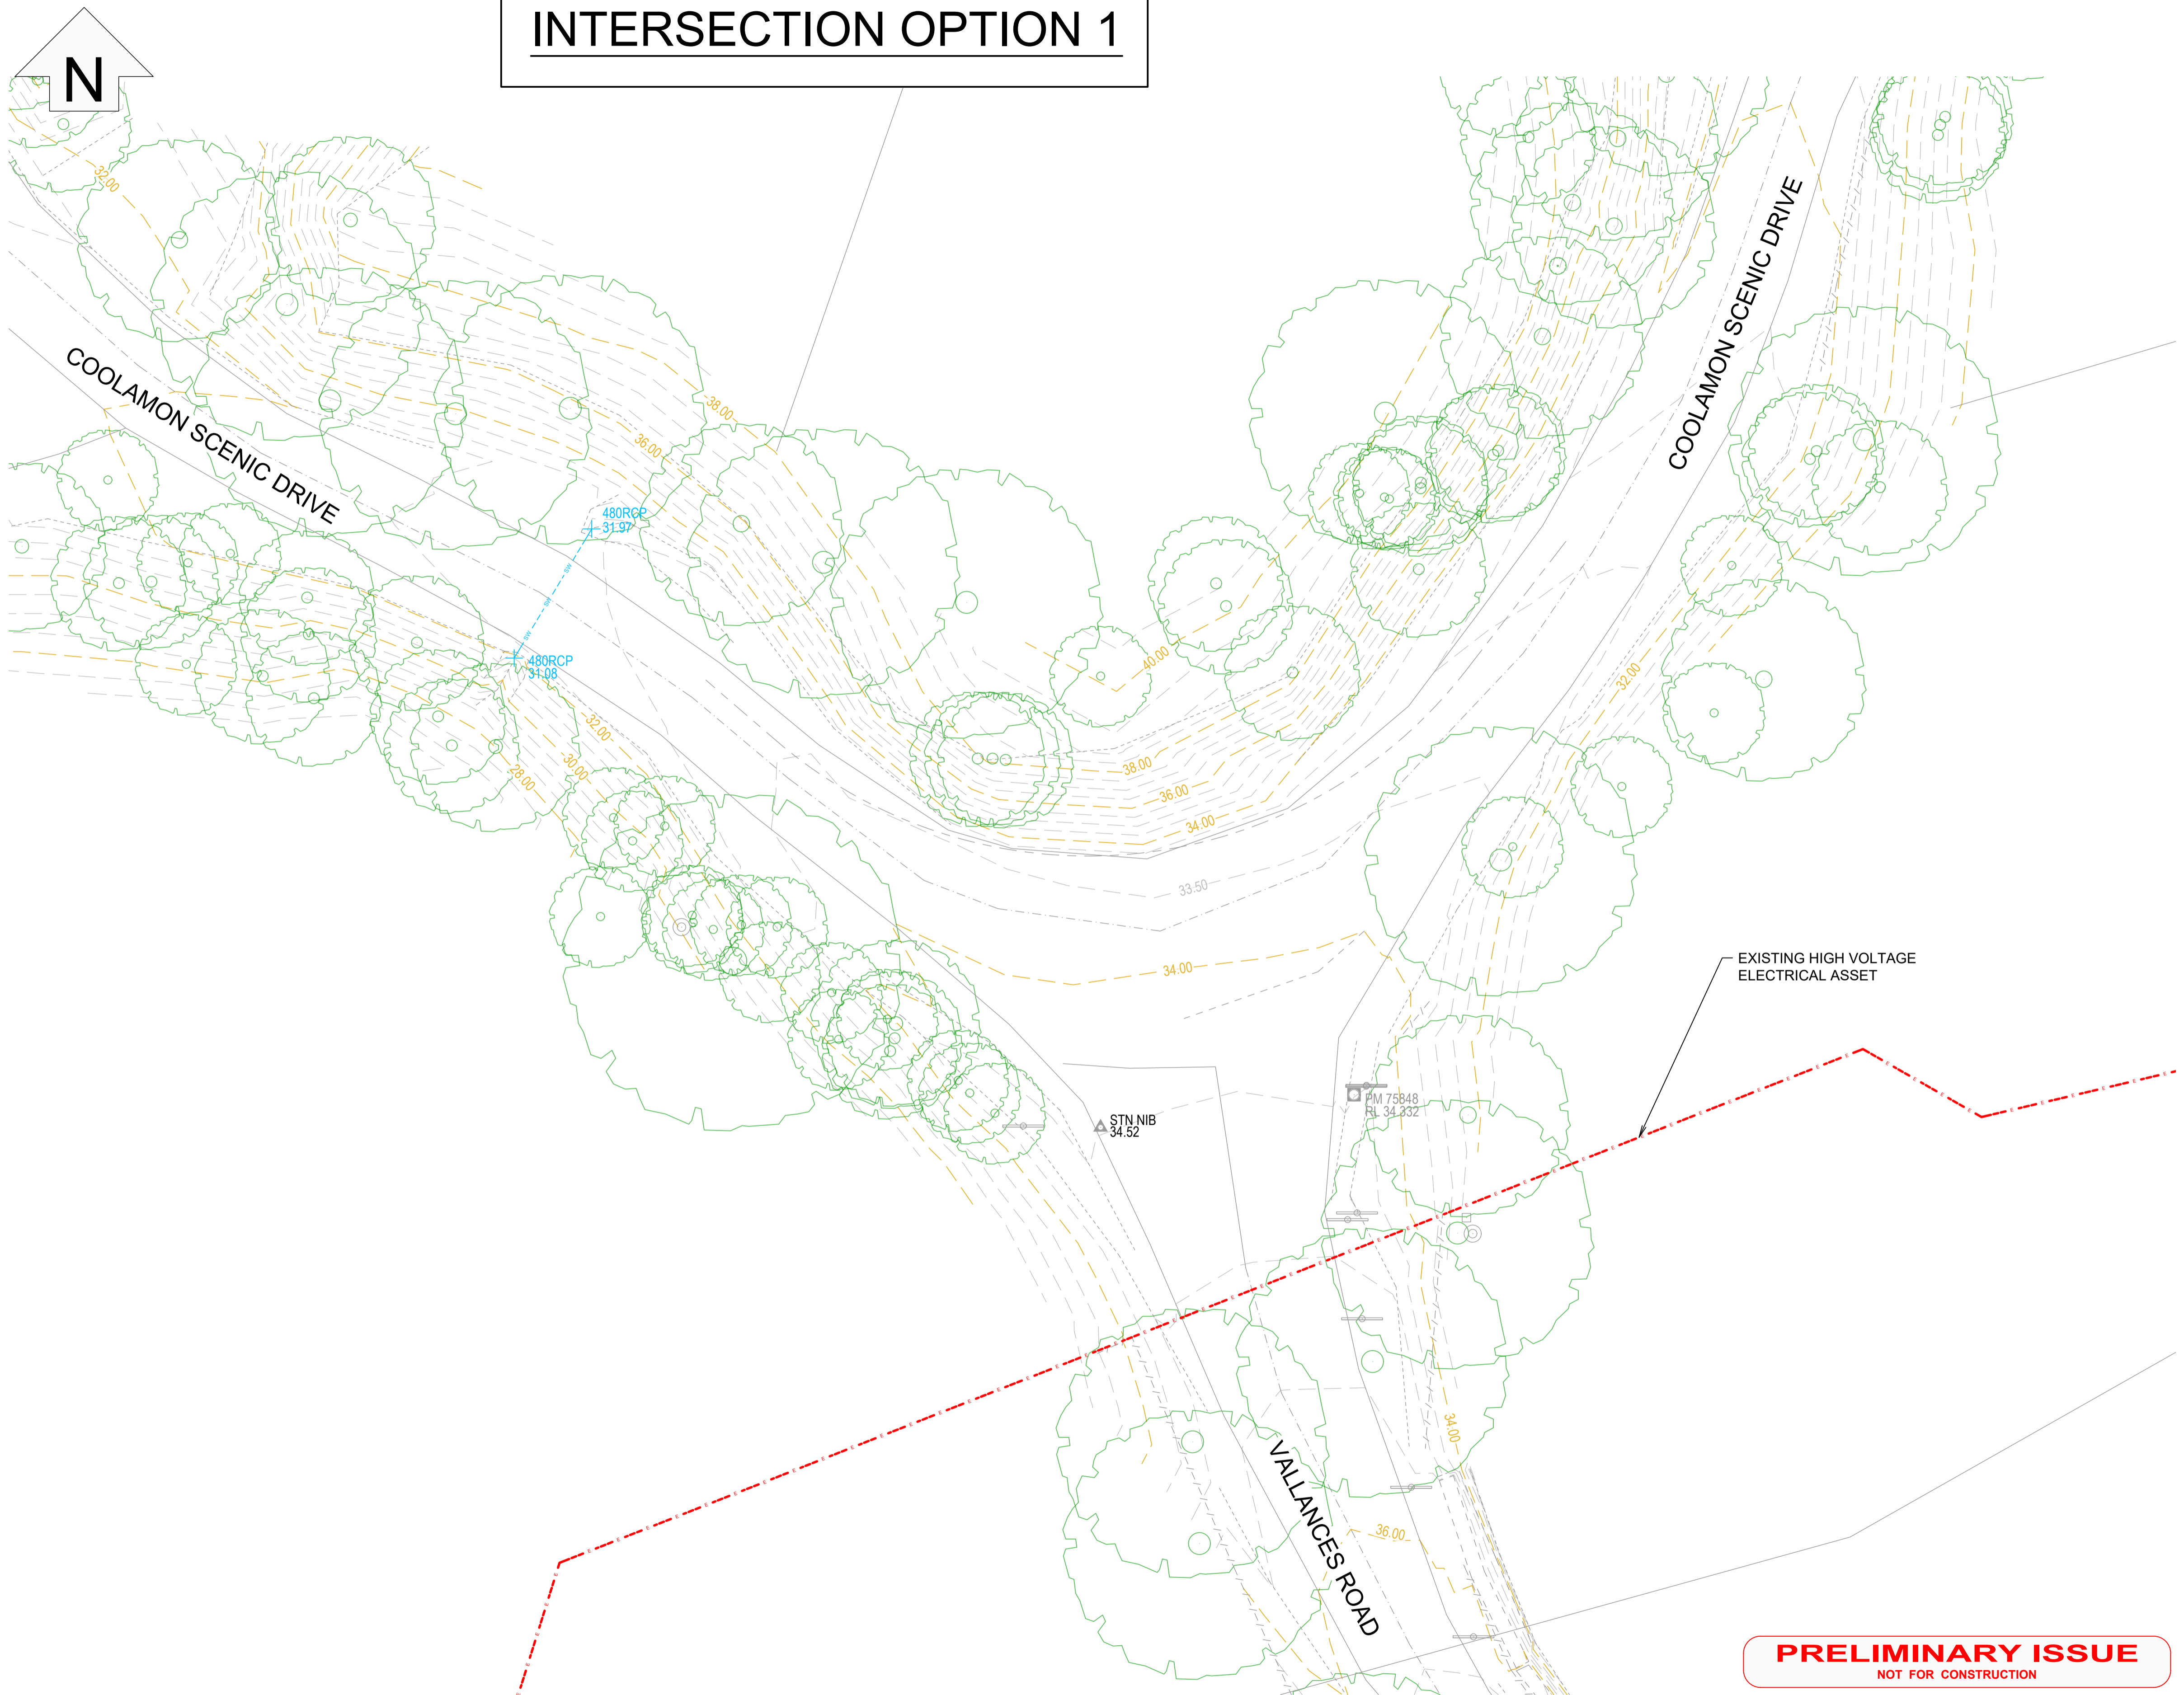 INTERSECTION OPTION 1
N
32.00
COOLAMON SCENIC DRIVE
COOLAMON SCENIC DRIVE
38.00
36.00
480RCP
31.97
SW
SW
SW
480RCP
31.08
32.00
30.00
28.00
40.00
32.00
38.00
36.00
34.00
33.50
34.00
EXISTING HIGH VOLTAGE
ELECTRICAL ASSET
PM 75848
RL 34.332
STN NIB
34.52
34.00
36.00
VALLANCES ROAD
PRELIMINARY ISSUE
NOT FOR CONSTRUCTION